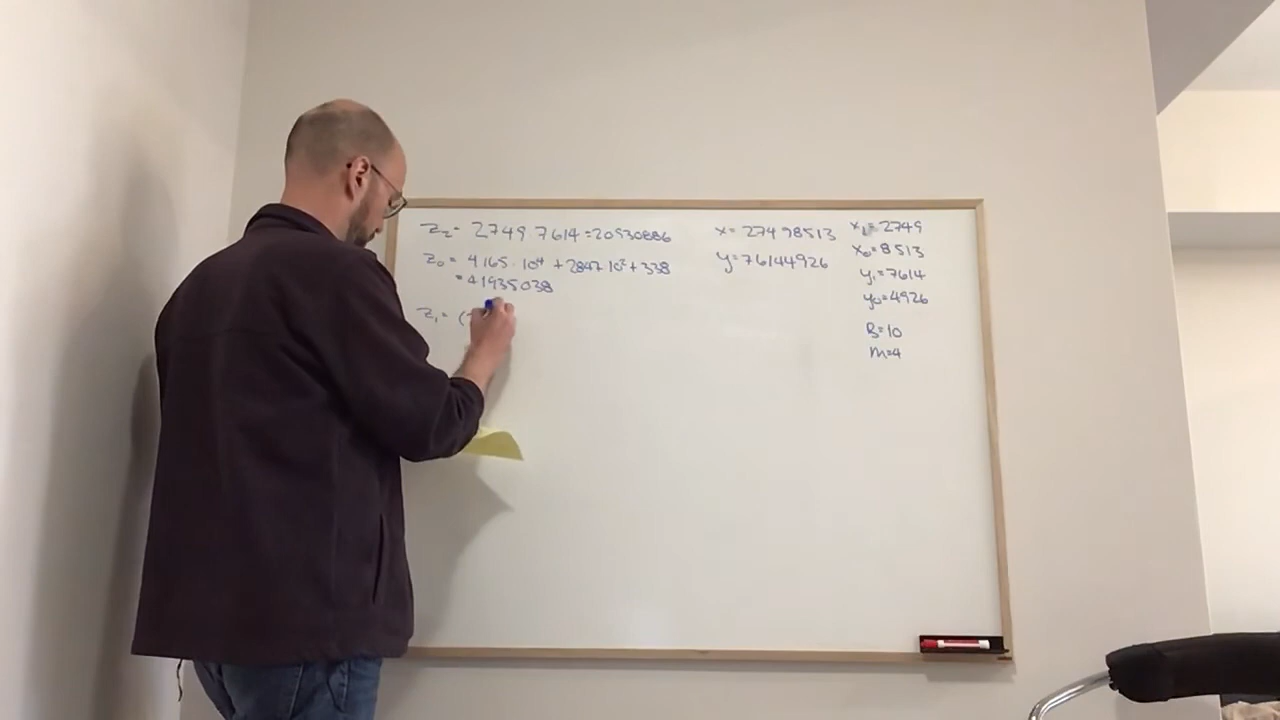 z₂ = 2749 7614 = 20930886
z₀ = 4165·10⁴ + 2847·10² + 338
= 41935038
z₁ = (
x = 27498513
y = 76144926
x₁ = 2749
x₀ = 8513
y₁ = 7614
y₀ = 4926
B = 10
m = 4